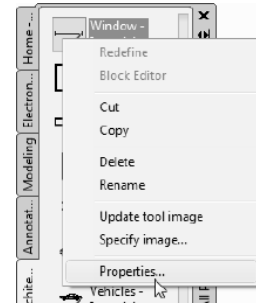 Window -
Redefine
Block Editor
Cut
Copy
Delete
Rename
Update tool image
Specify image...
Properties...
Vehicles -
Home -...
Electron...
Modeling
Annotat...
chite...